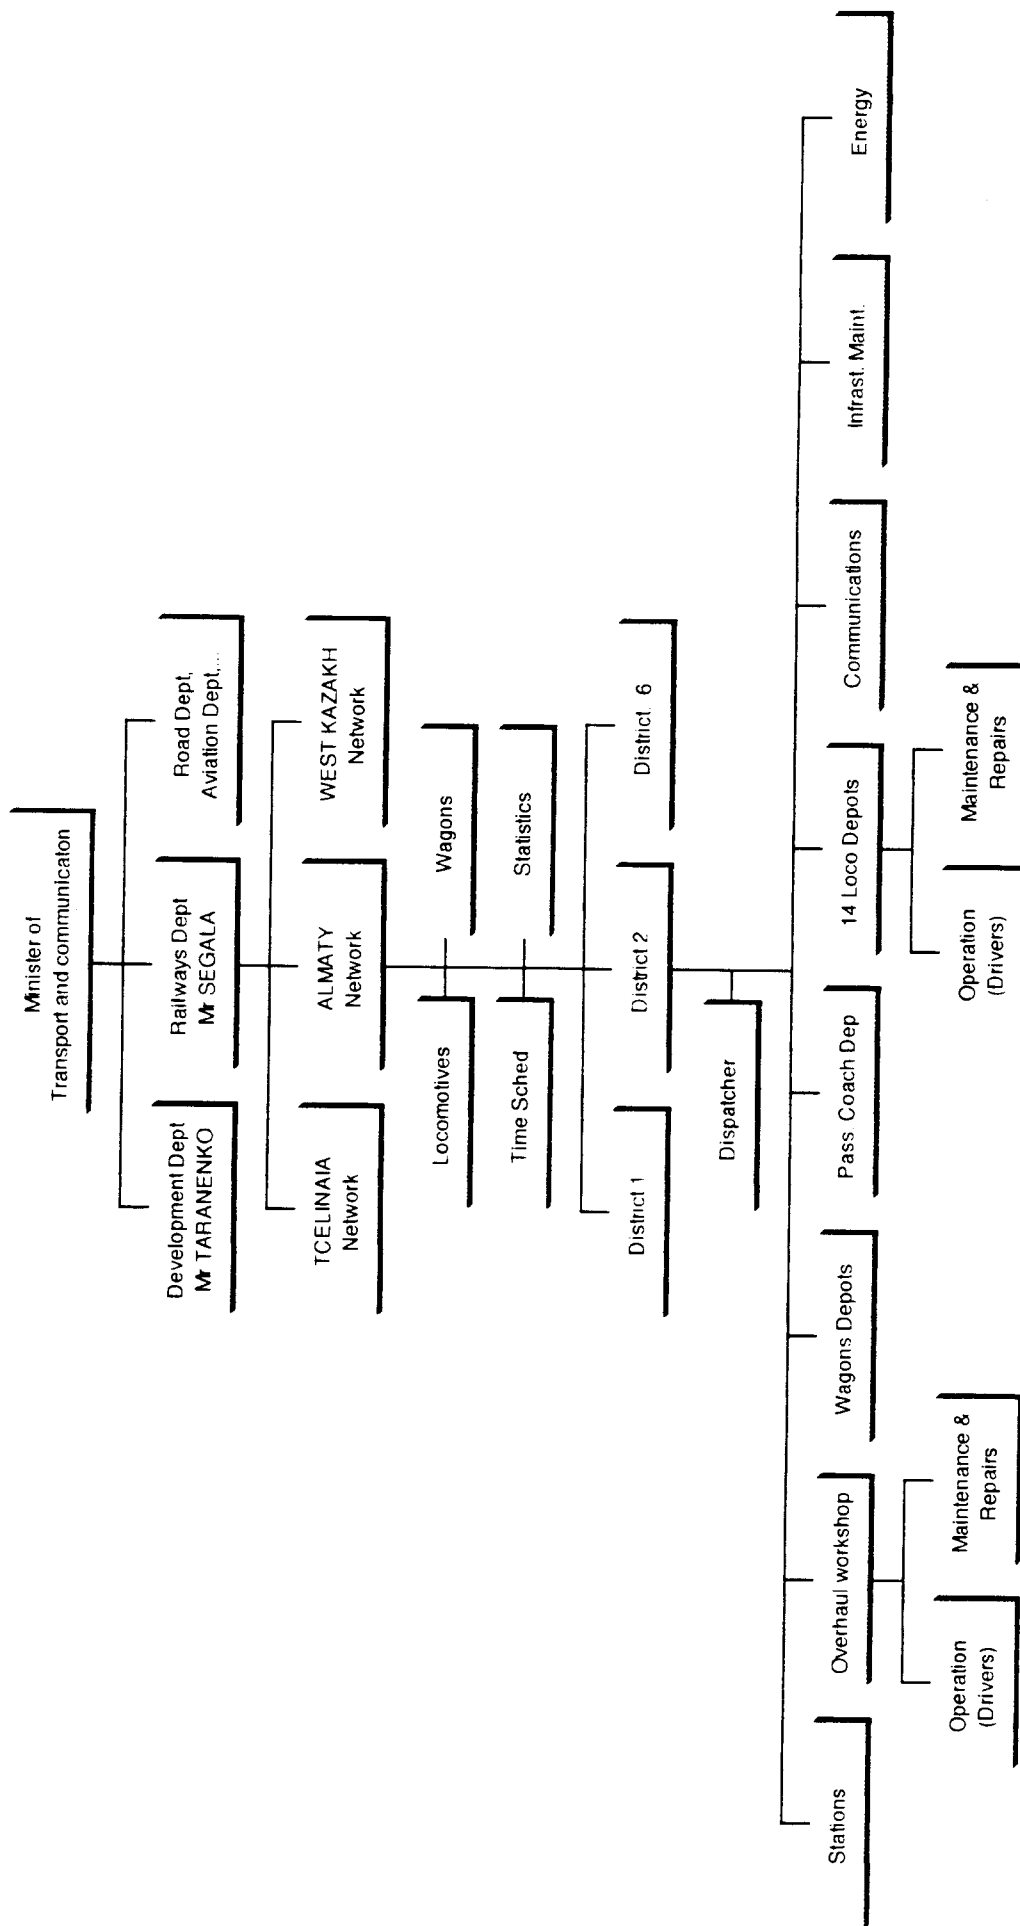 Minister of
Transport and communicaton
Development Dept
Mr TARANENKO
Railways Dept
Mr SEGALA
Road Dept,
Aviation Dept,...
TCELINAIA
Network
ALMATY
Network
WEST KAZAKH
Network
Locomotives
Wagons
Time Sched
Statistics
District 1
District 2
District. 6
Dispatcher
Stations
Overhaul workshop
Wagons Depots
Pass. Coach Dep
14 Loco Depots
Communications
Infrast. Maint.
Energy
Operation
(Drivers)
Maintenance &
Repairs
Operation
(Drivers)
Maintenance &
Repairs